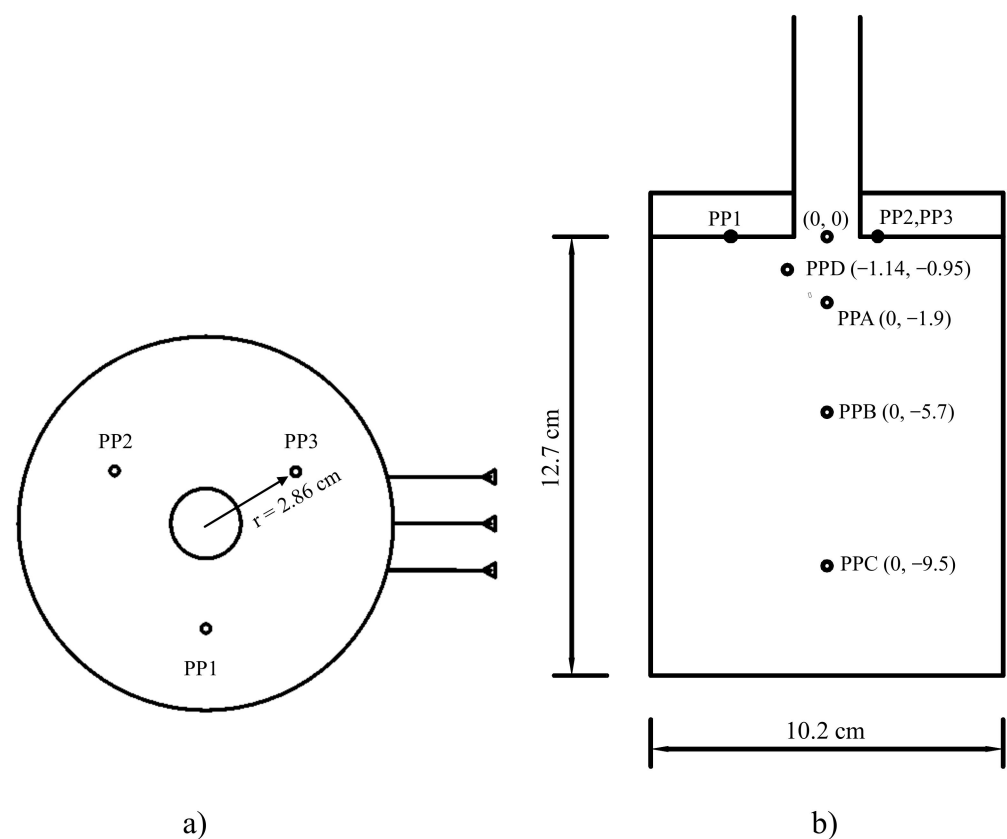 PP2
PP3
r = 2.86 cm
PP1
a)
PP1
(0, 0)
PP2,PP3
PPD (−1.14, −0.95)
PPA (0, −1.9)
PPB (0, −5.7)
PPC (0, −9.5)
12.7 cm
10.2 cm
b)